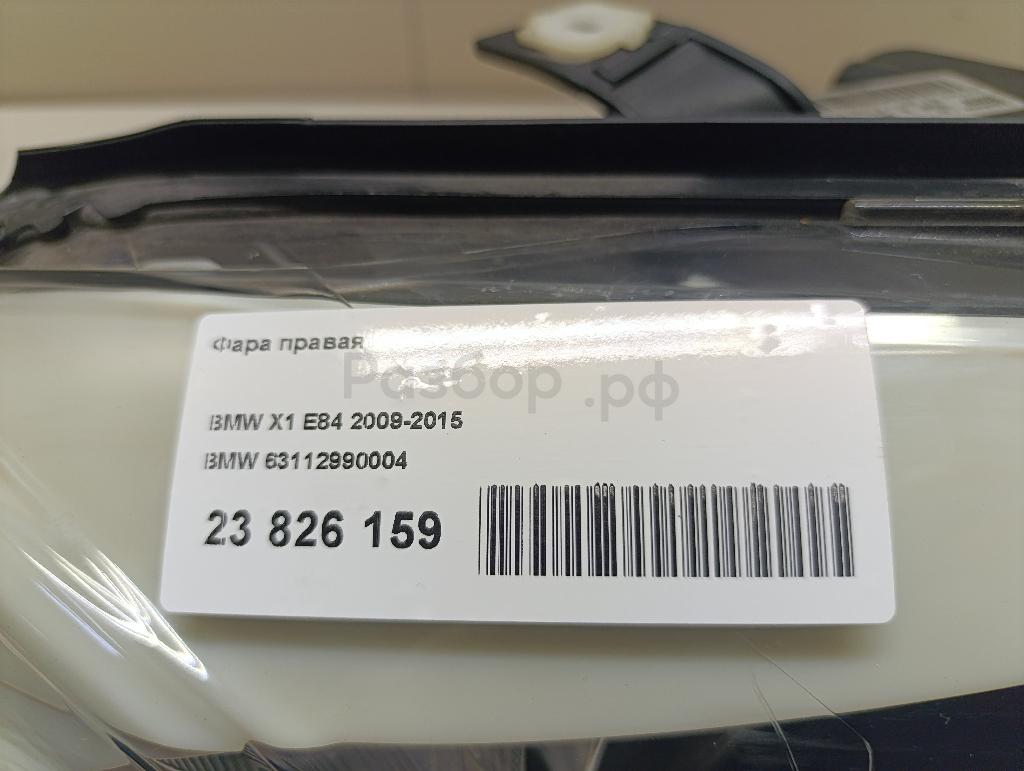 Фара правая
Разбор.рф
BMW X1 E84 2009-2015
BMW 63112990004
23 826 159